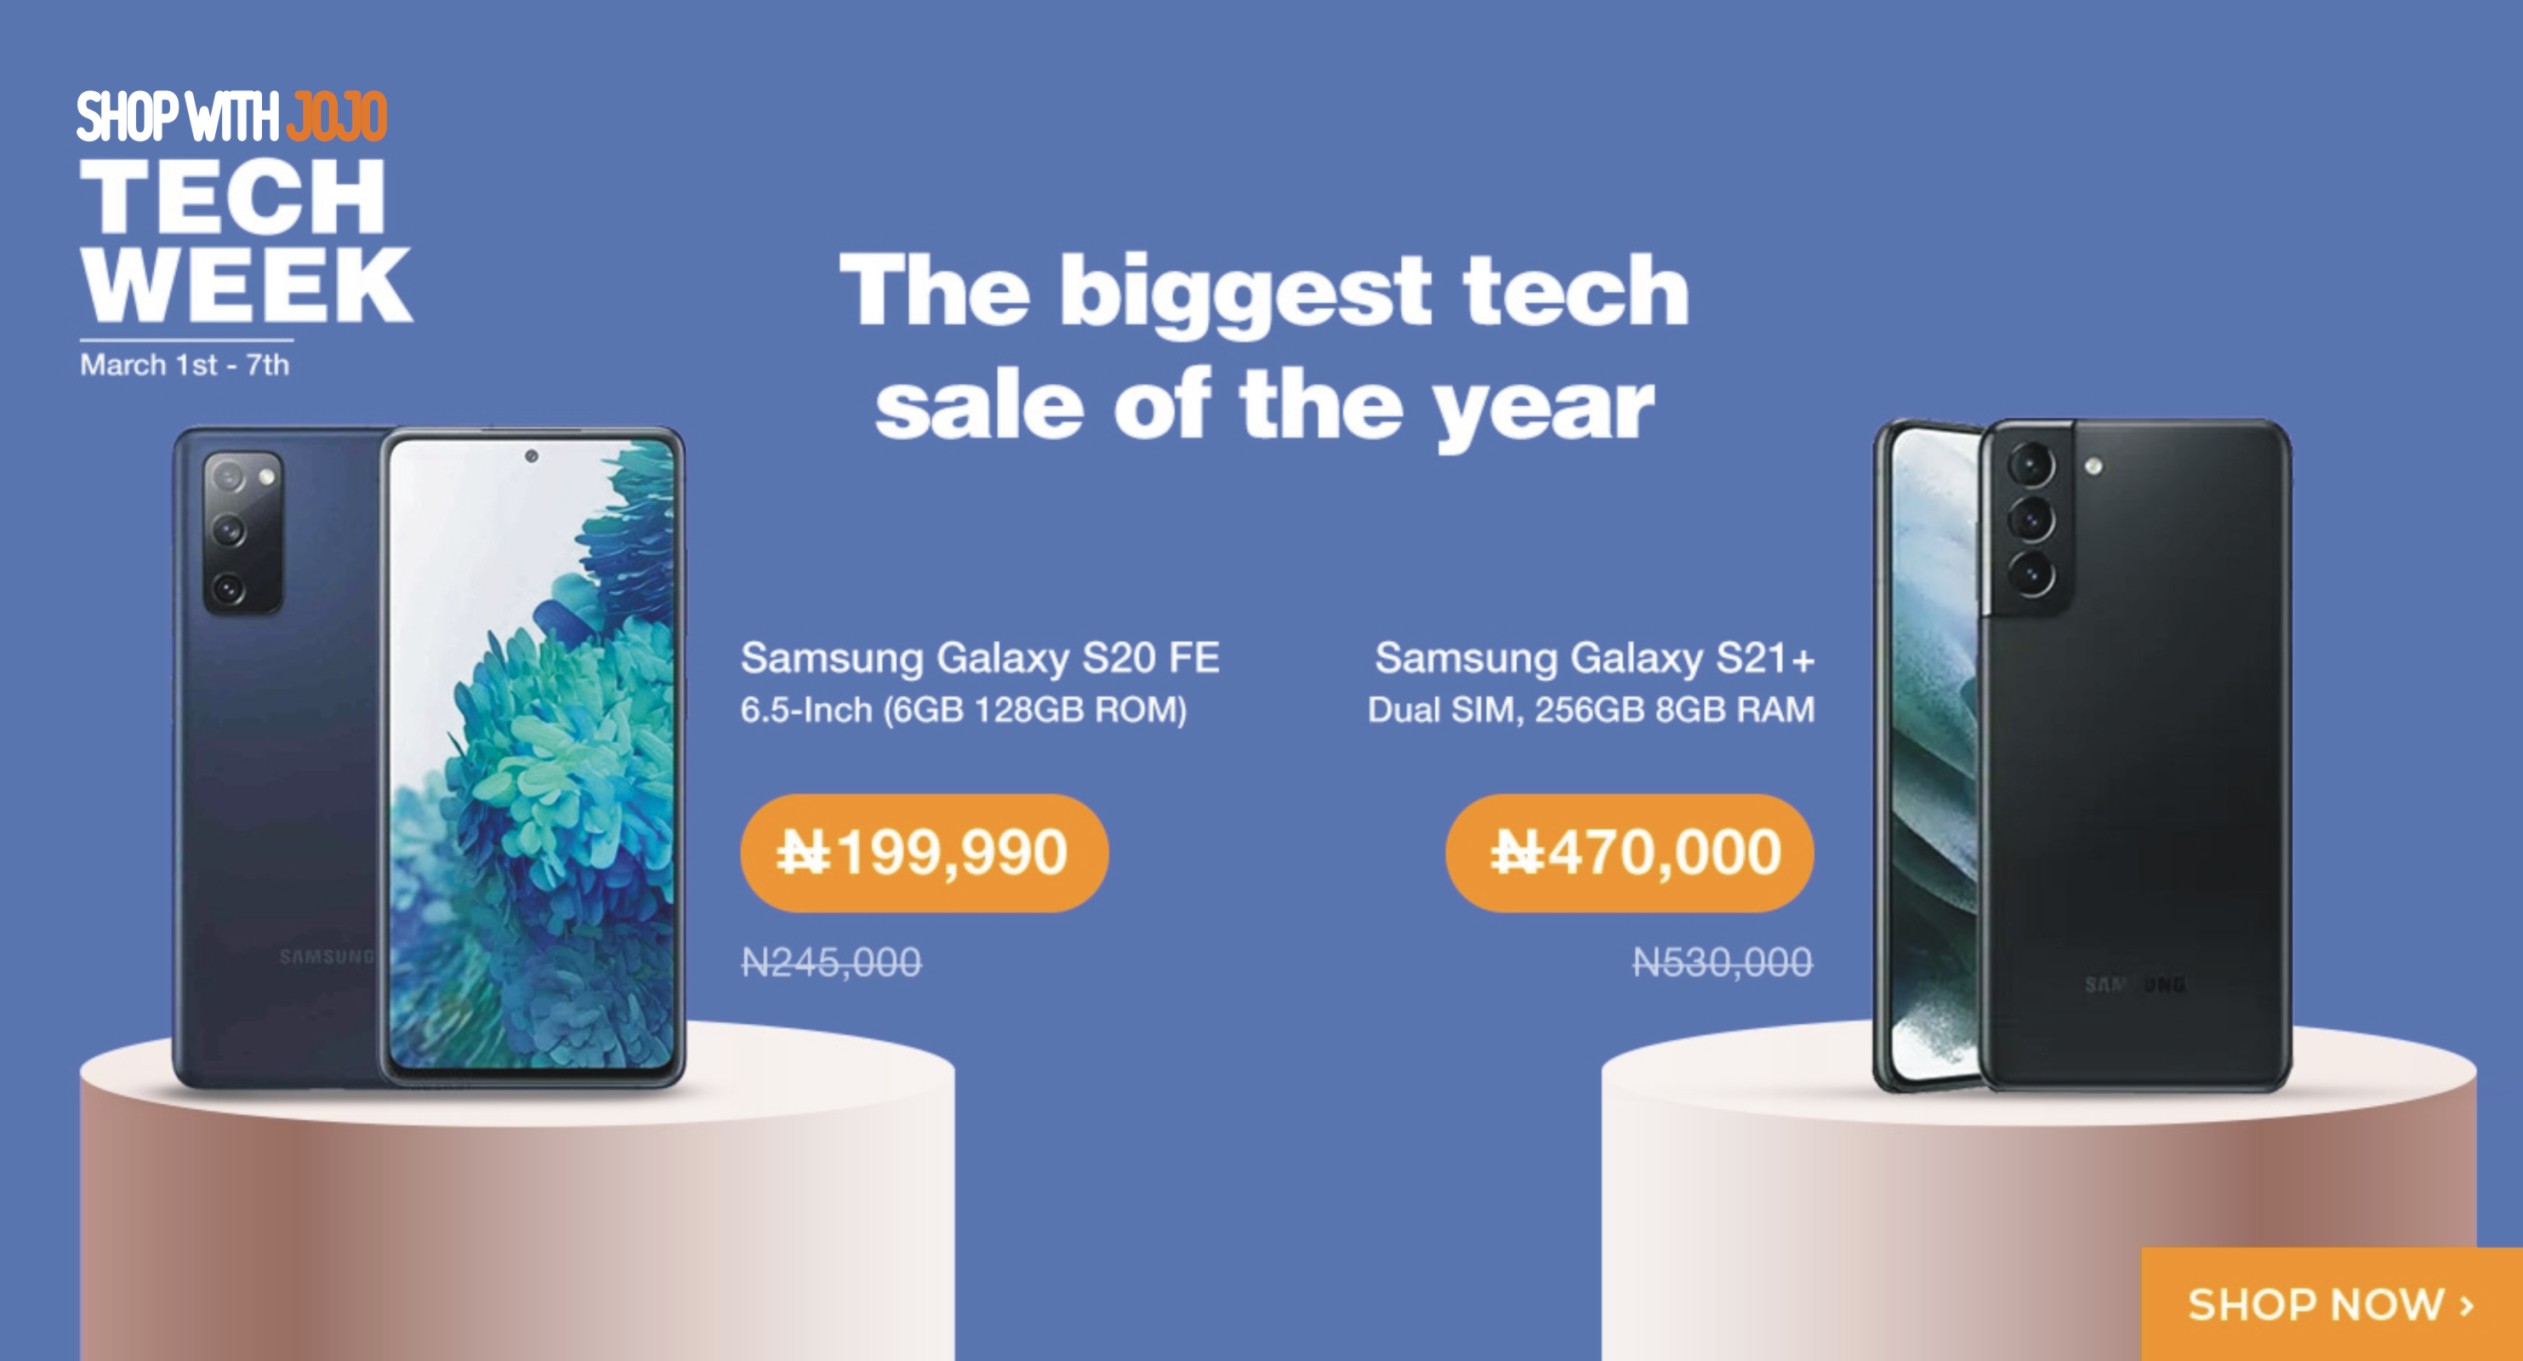 SHOP WITH JOJO
TECH
WEEK
March 1st - 7th
The biggest tech
sale of the year
Samsung Galaxy S20 FE
6.5-Inch (6GB 128GB ROM)
₦199,990
N245,000
Samsung Galaxy S21+
Dual SIM, 256GB 8GB RAM
₦470,000
N530,000
SAMSUNG
SAMSUNG
SHOP NOW ›